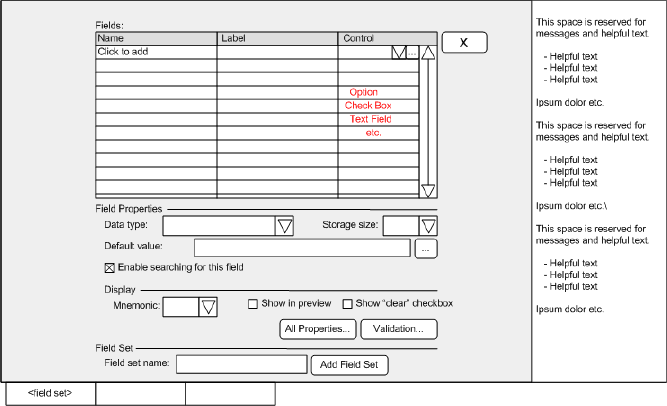 Fields:
Name Label Control
X
Click to add ...
Option
Check Box
Text Field
etc.
Field Properties
Data type: Storage size:
Default value: ...
Enable searching for this field
Display
Mnemonic: Show in preview Show "clear" checkbox
All Properties... Validation...
Field Set
Field set name: Add Field Set
<field set>
This space is reserved for
messages and helpful text.
- Helpful text
- Helpful text
- Helpful text
Ipsum dolor etc.
This space is reserved for
messages and helpful text.
- Helpful text
- Helpful text
- Helpful text
Ipsum dolor etc.\
This space is reserved for
messages and helpful text.
- Helpful text
- Helpful text
- Helpful text
Ipsum dolor etc.